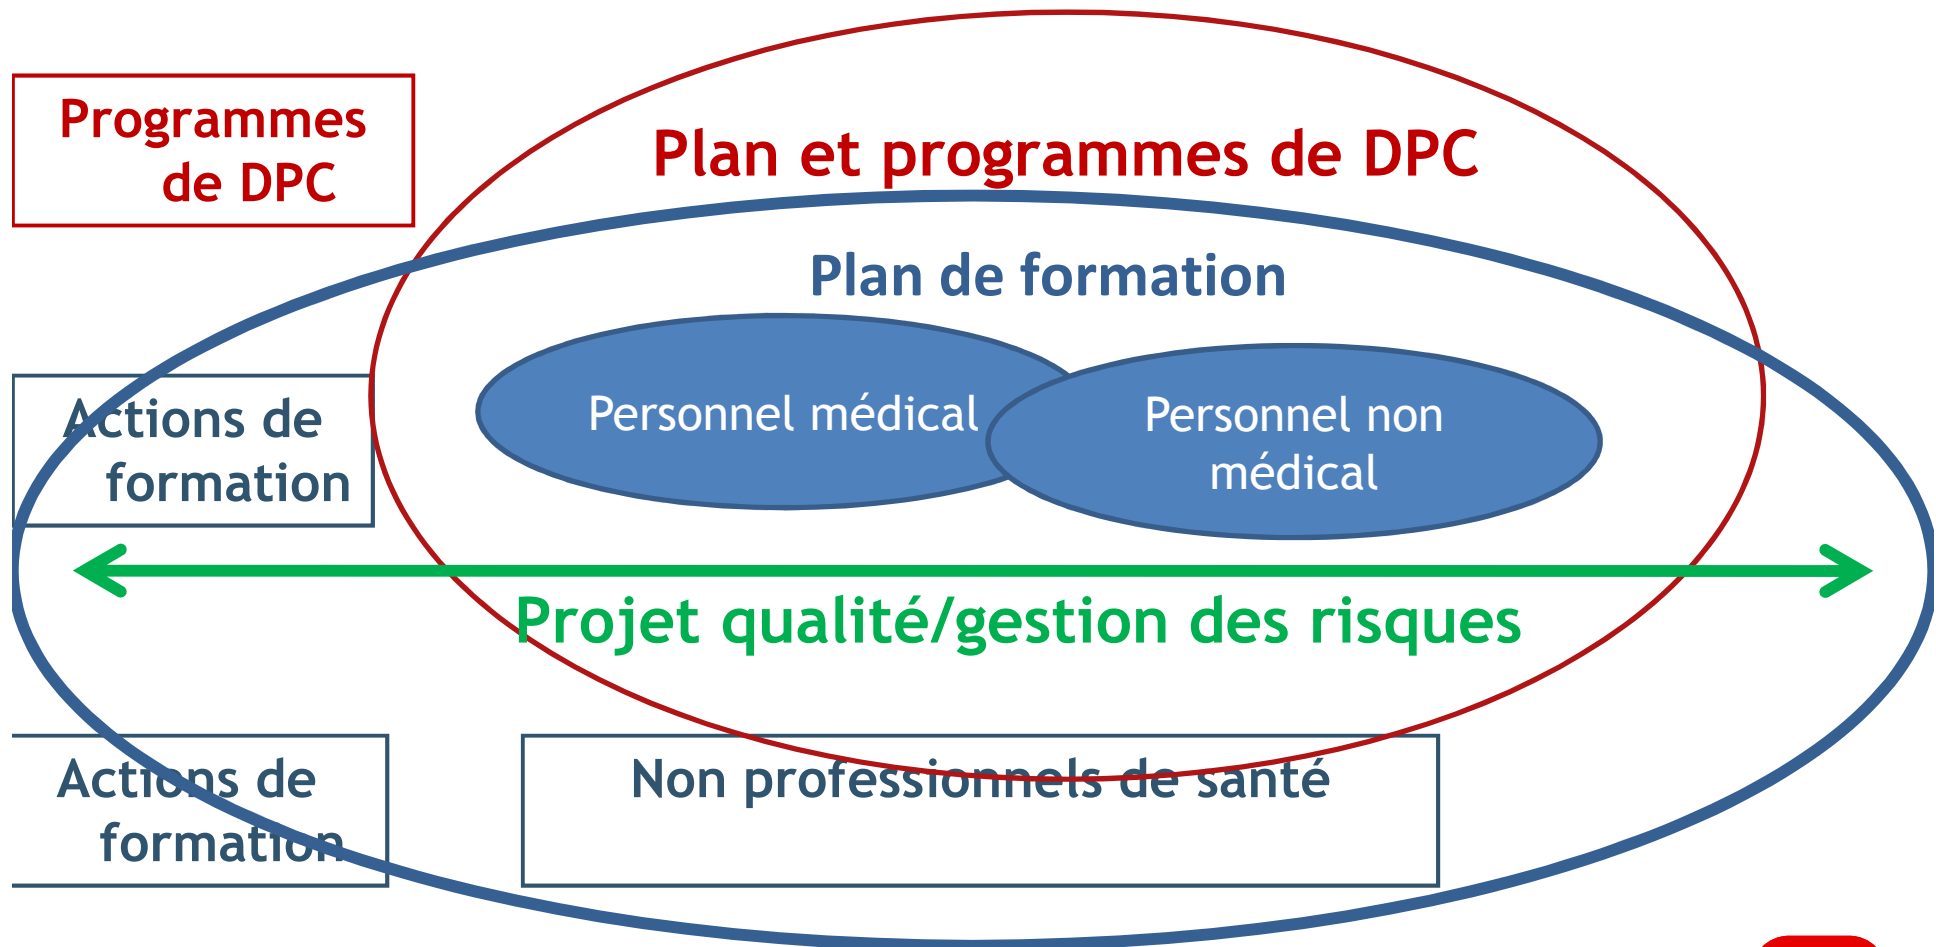 Programmes
de DPC
Plan et programmes de DPC
Plan de formation
Personnel médical
Personnel non
médical
Actions de
formation
Projet qualité/gestion des risques
Actions de
formation
Non professionnels de santé